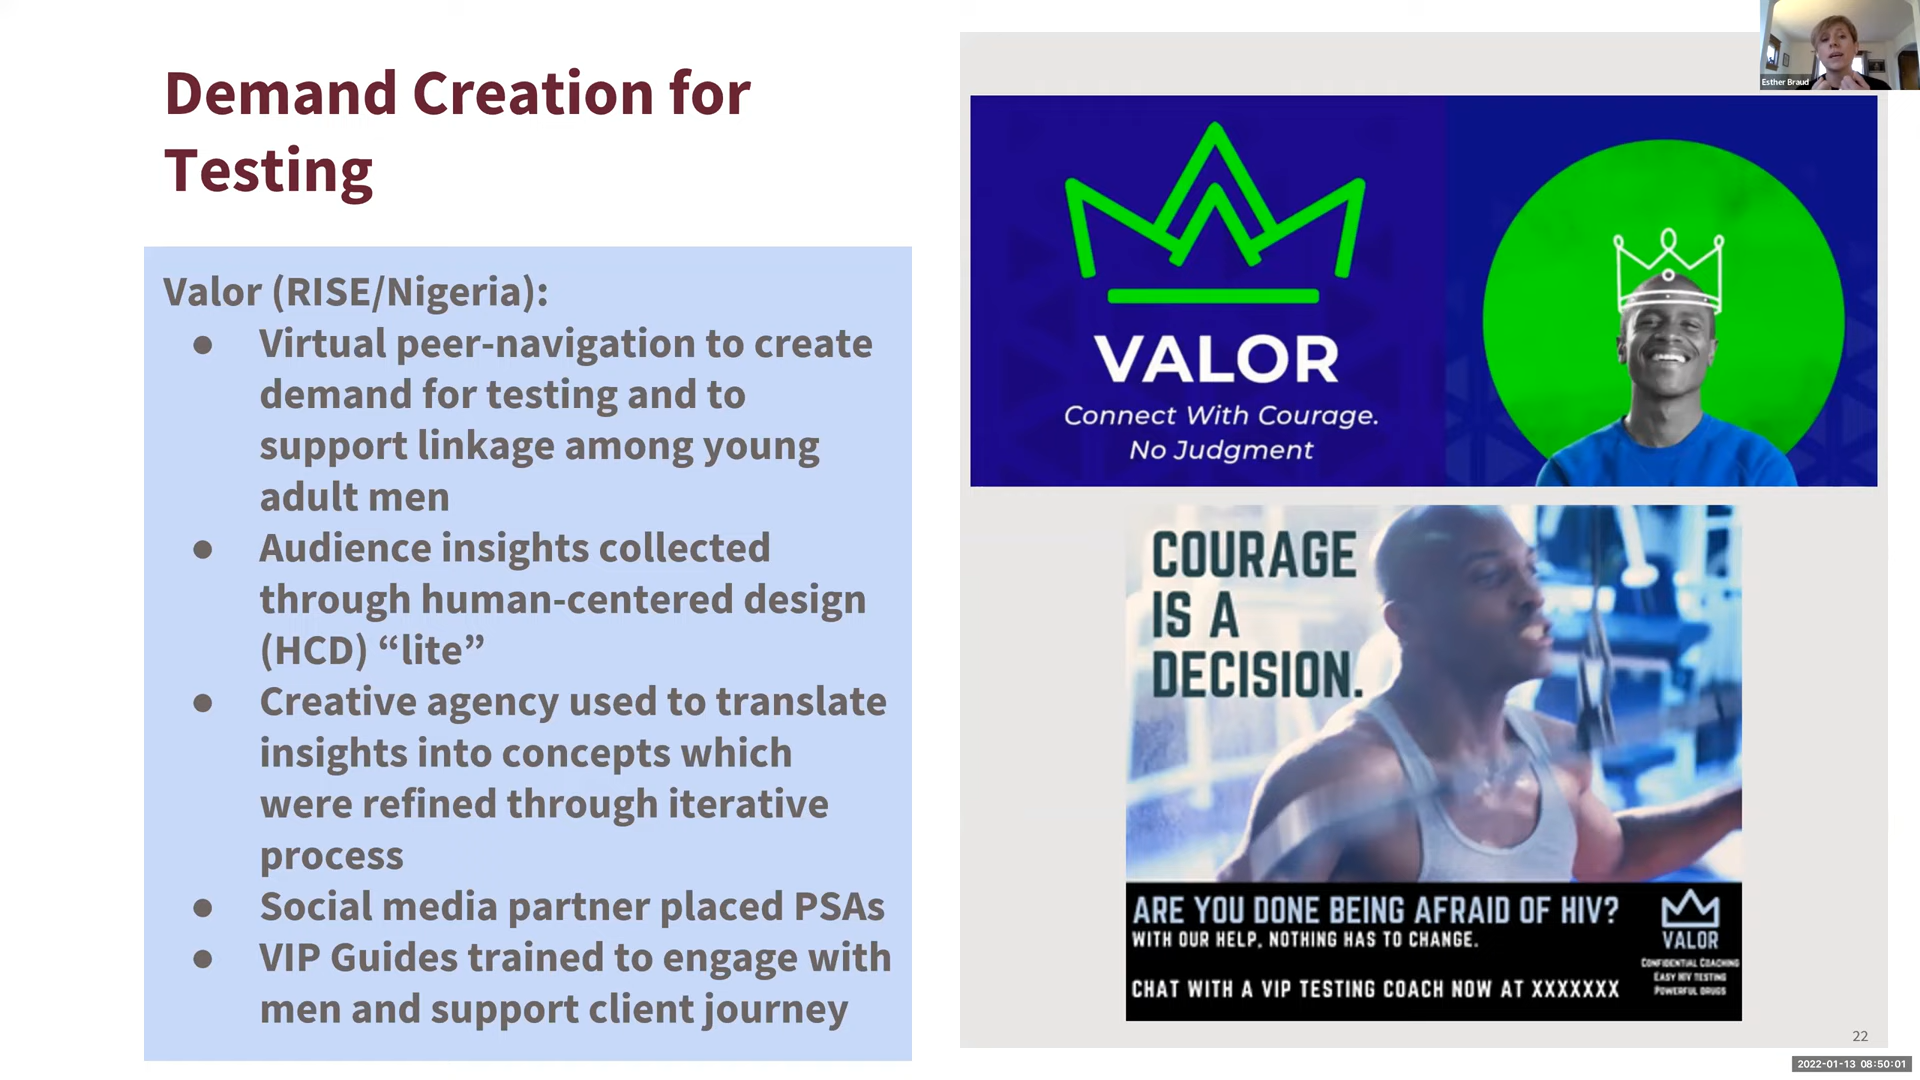 Demand Creation for
Testing
Valor (RISE/Nigeria):
● Virtual peer-navigation to create
demand for testing and to
support linkage among young
adult men
● Audience insights collected
through human-centered design
(HCD) “lite”
● Creative agency used to translate
insights into concepts which
were refined through iterative
process
● Social media partner placed PSAs
● VIP Guides trained to engage with
men and support client journey
Esther Braud
VALOR
Connect With Courage.
No Judgment
COURAGE
IS A
DECISION.
ARE YOU DONE BEING AFRAID OF HIV?
WITH OUR HELP, NOTHING HAS TO CHANGE.
CHAT WITH A VIP TESTING COACH NOW AT XXXXXXX
VALOR
CONFIDENTIAL COACHING
EASY HIV TESTING
POWERFUL DRUGS
22
2022-01-13 08:50:01